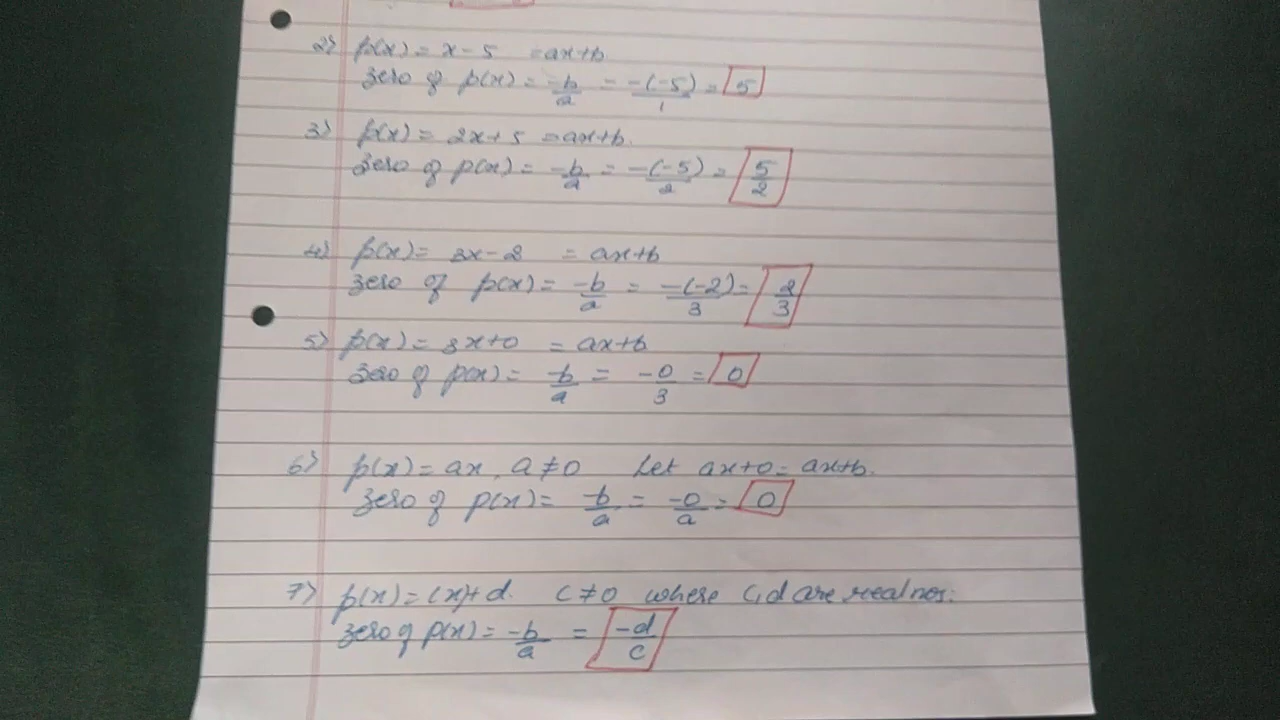 2) p(x) = x - 5 = ax+b
zero of p(x) = -b/a = -(-5)/1 = 5
3) p(x) = 2x + 5 = ax+b.
zero of p(x) = -b/a = -(-5)/2 = 5/2
4) p(x) = 3x - 2 = ax+b
zero of p(x) = -b/a = -(-2)/3 = 2/3
5) p(x) = 3x+0 = ax+b
zero of p(x) = -b/a = -0/3 = 0
6) p(x) = ax, a ≠ 0 Let ax+0 = ax+b.
zero of p(x) = -b/a = -0/a = 0
7) p(x) = (x)+d. C ≠ 0 where C,d are real nos:
zero of p(x) = -b/a = -d/c